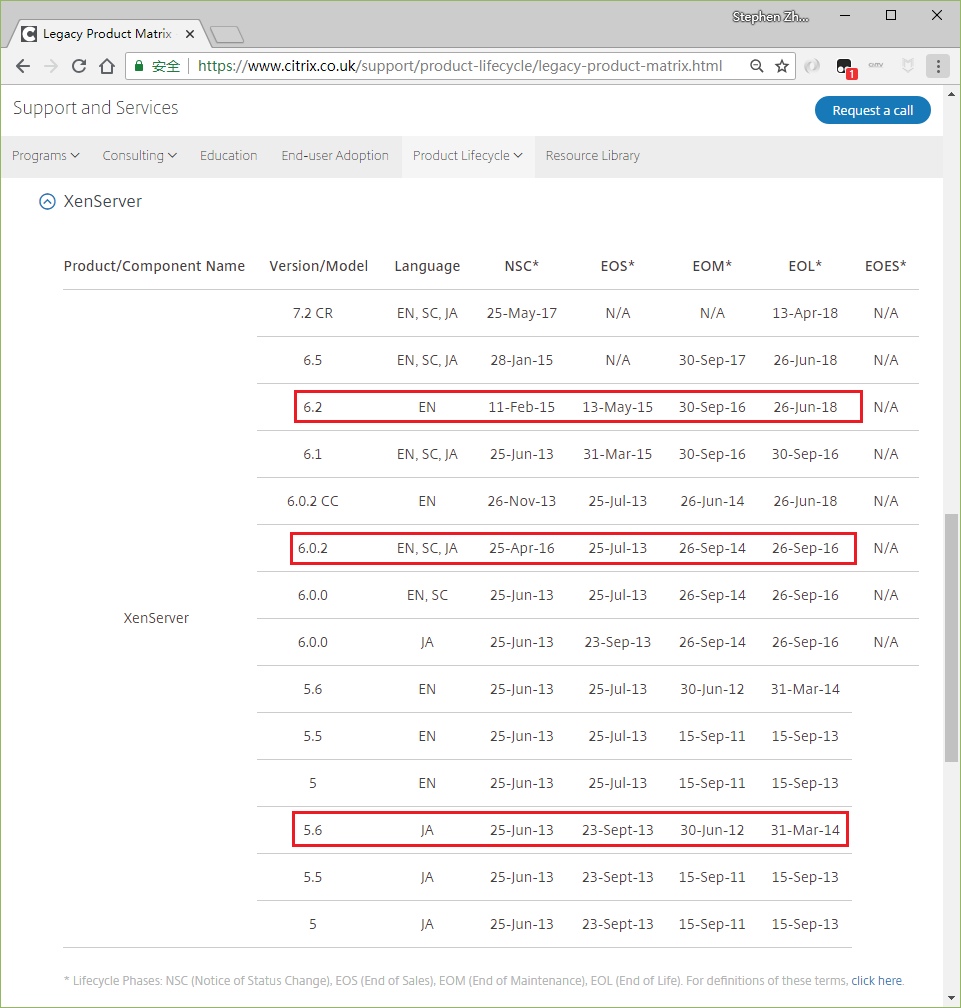 Stephen Zh...
Legacy Product Matrix
安全 https://www.citrix.co.uk/support/product-lifecycle/legacy-product-matrix.html 1
Support and Services
Request a call
Programs Consulting Education End-user Adoption Product Lifecycle Resource Library
XenServer
Product/Component Name Version/Model Language NSC* EOS* EOM* EOL* EOES*
7.2 CR EN, SC, JA 25-May-17 N/A N/A 13-Apr-18 N/A
6.5 EN, SC, JA 28-Jan-15 N/A 30-Sep-17 26-Jun-18 N/A
6.2 EN 11-Feb-15 13-May-15 30-Sep-16 26-Jun-18 N/A
6.1 EN, SC, JA 25-Jun-13 31-Mar-15 30-Sep-16 30-Sep-16 N/A
6.0.2 CC EN 26-Nov-13 25-Jul-13 26-Jun-14 26-Jun-18 N/A
6.0.2 EN, SC, JA 25-Apr-16 25-Jul-13 26-Sep-14 26-Sep-16 N/A
6.0.0 EN, SC 25-Jun-13 25-Jul-13 26-Sep-14 26-Sep-16 N/A
XenServer
6.0.0 JA 25-Jun-13 23-Sep-13 26-Sep-14 26-Sep-16 N/A
5.6 EN 25-Jun-13 25-Jul-13 30-Jun-12 31-Mar-14
5.5 EN 25-Jun-13 25-Jul-13 15-Sep-11 15-Sep-13
5 EN 25-Jun-13 25-Jul-13 15-Sep-11 15-Sep-13
5.6 JA 25-Jun-13 23-Sept-13 30-Jun-12 31-Mar-14
5.5 JA 25-Jun-13 23-Sept-13 15-Sep-11 15-Sep-13
5 JA 25-Jun-13 23-Sept-13 15-Sep-11 15-Sep-13
* Lifecycle Phases: NSC (Notice of Status Change), EOS (End of Sales), EOM (End of Maintenance), EOL (End of Life). For definitions of these terms, click here.